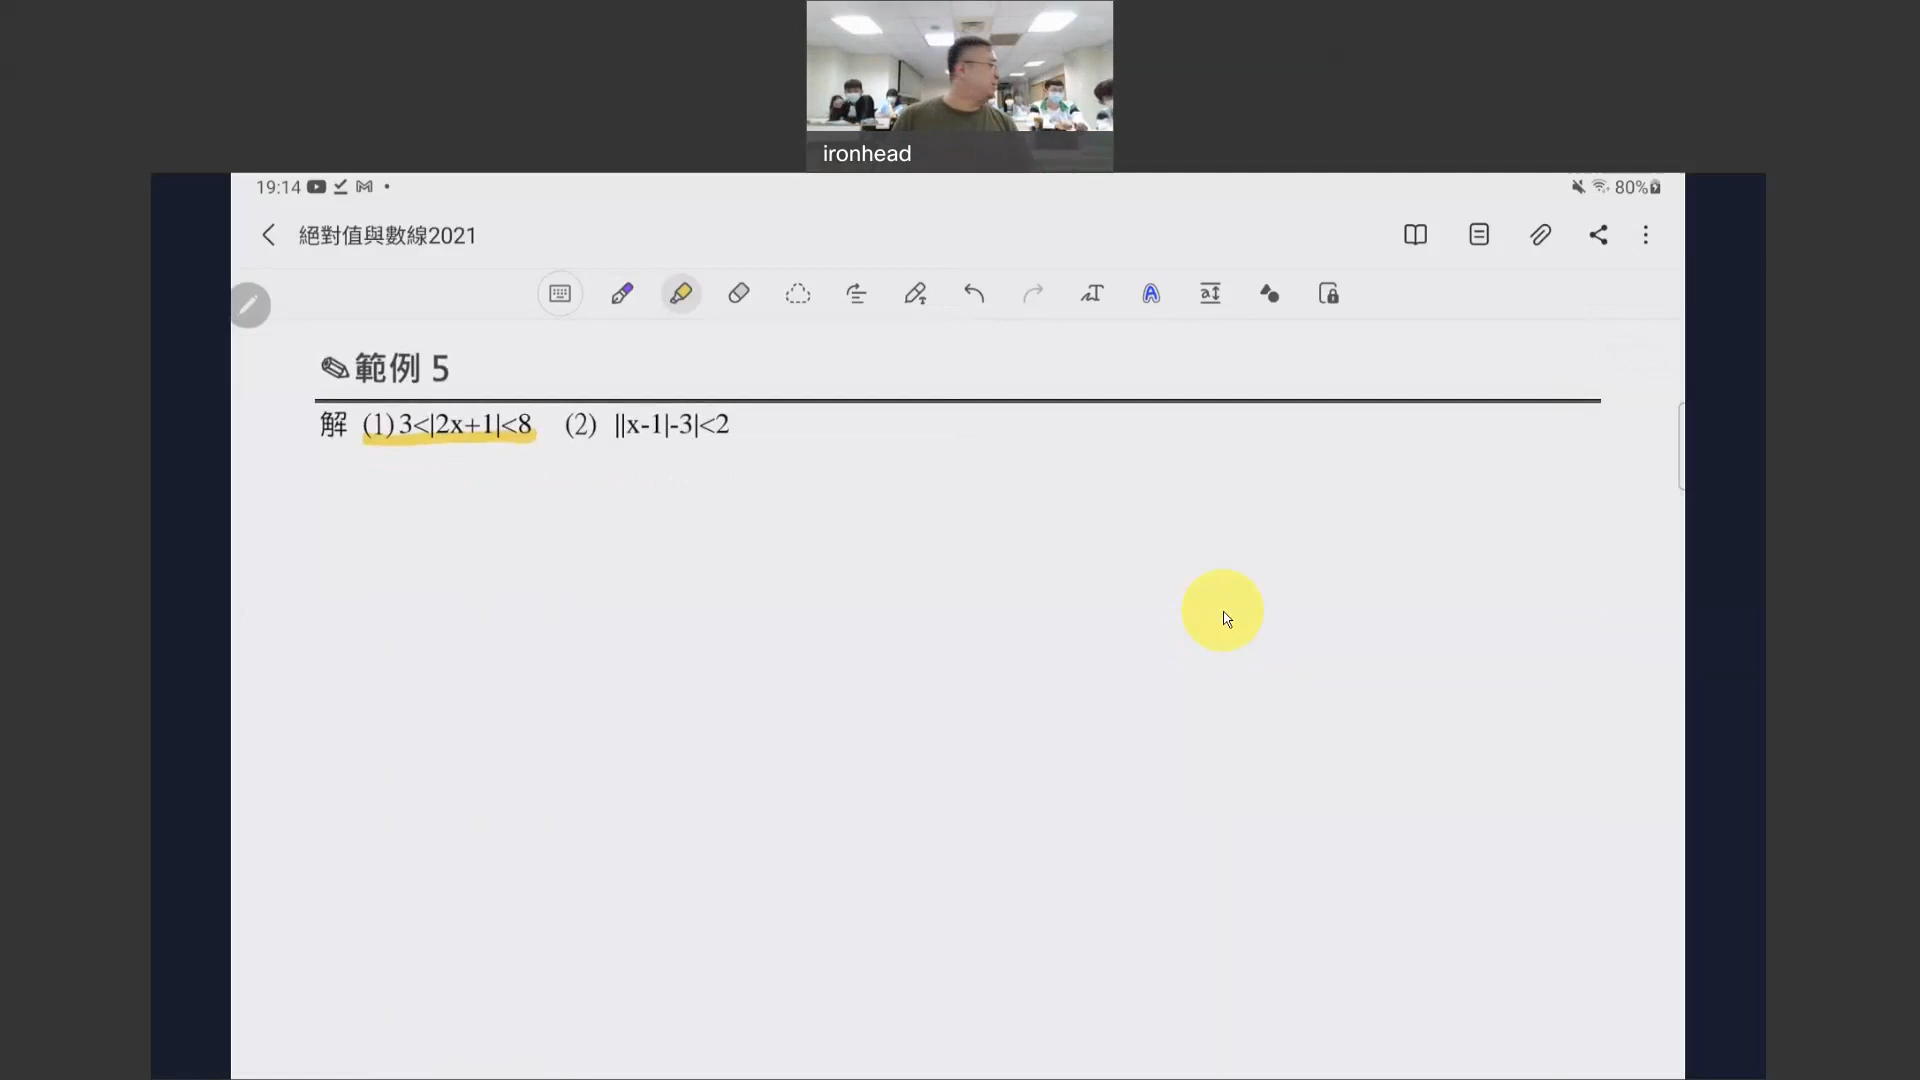 ironhead
19:14
80%
絕對值與數線2021
範例 5
解 (1)3<|2x+1|<8 (2) ||x-1|-3|<2